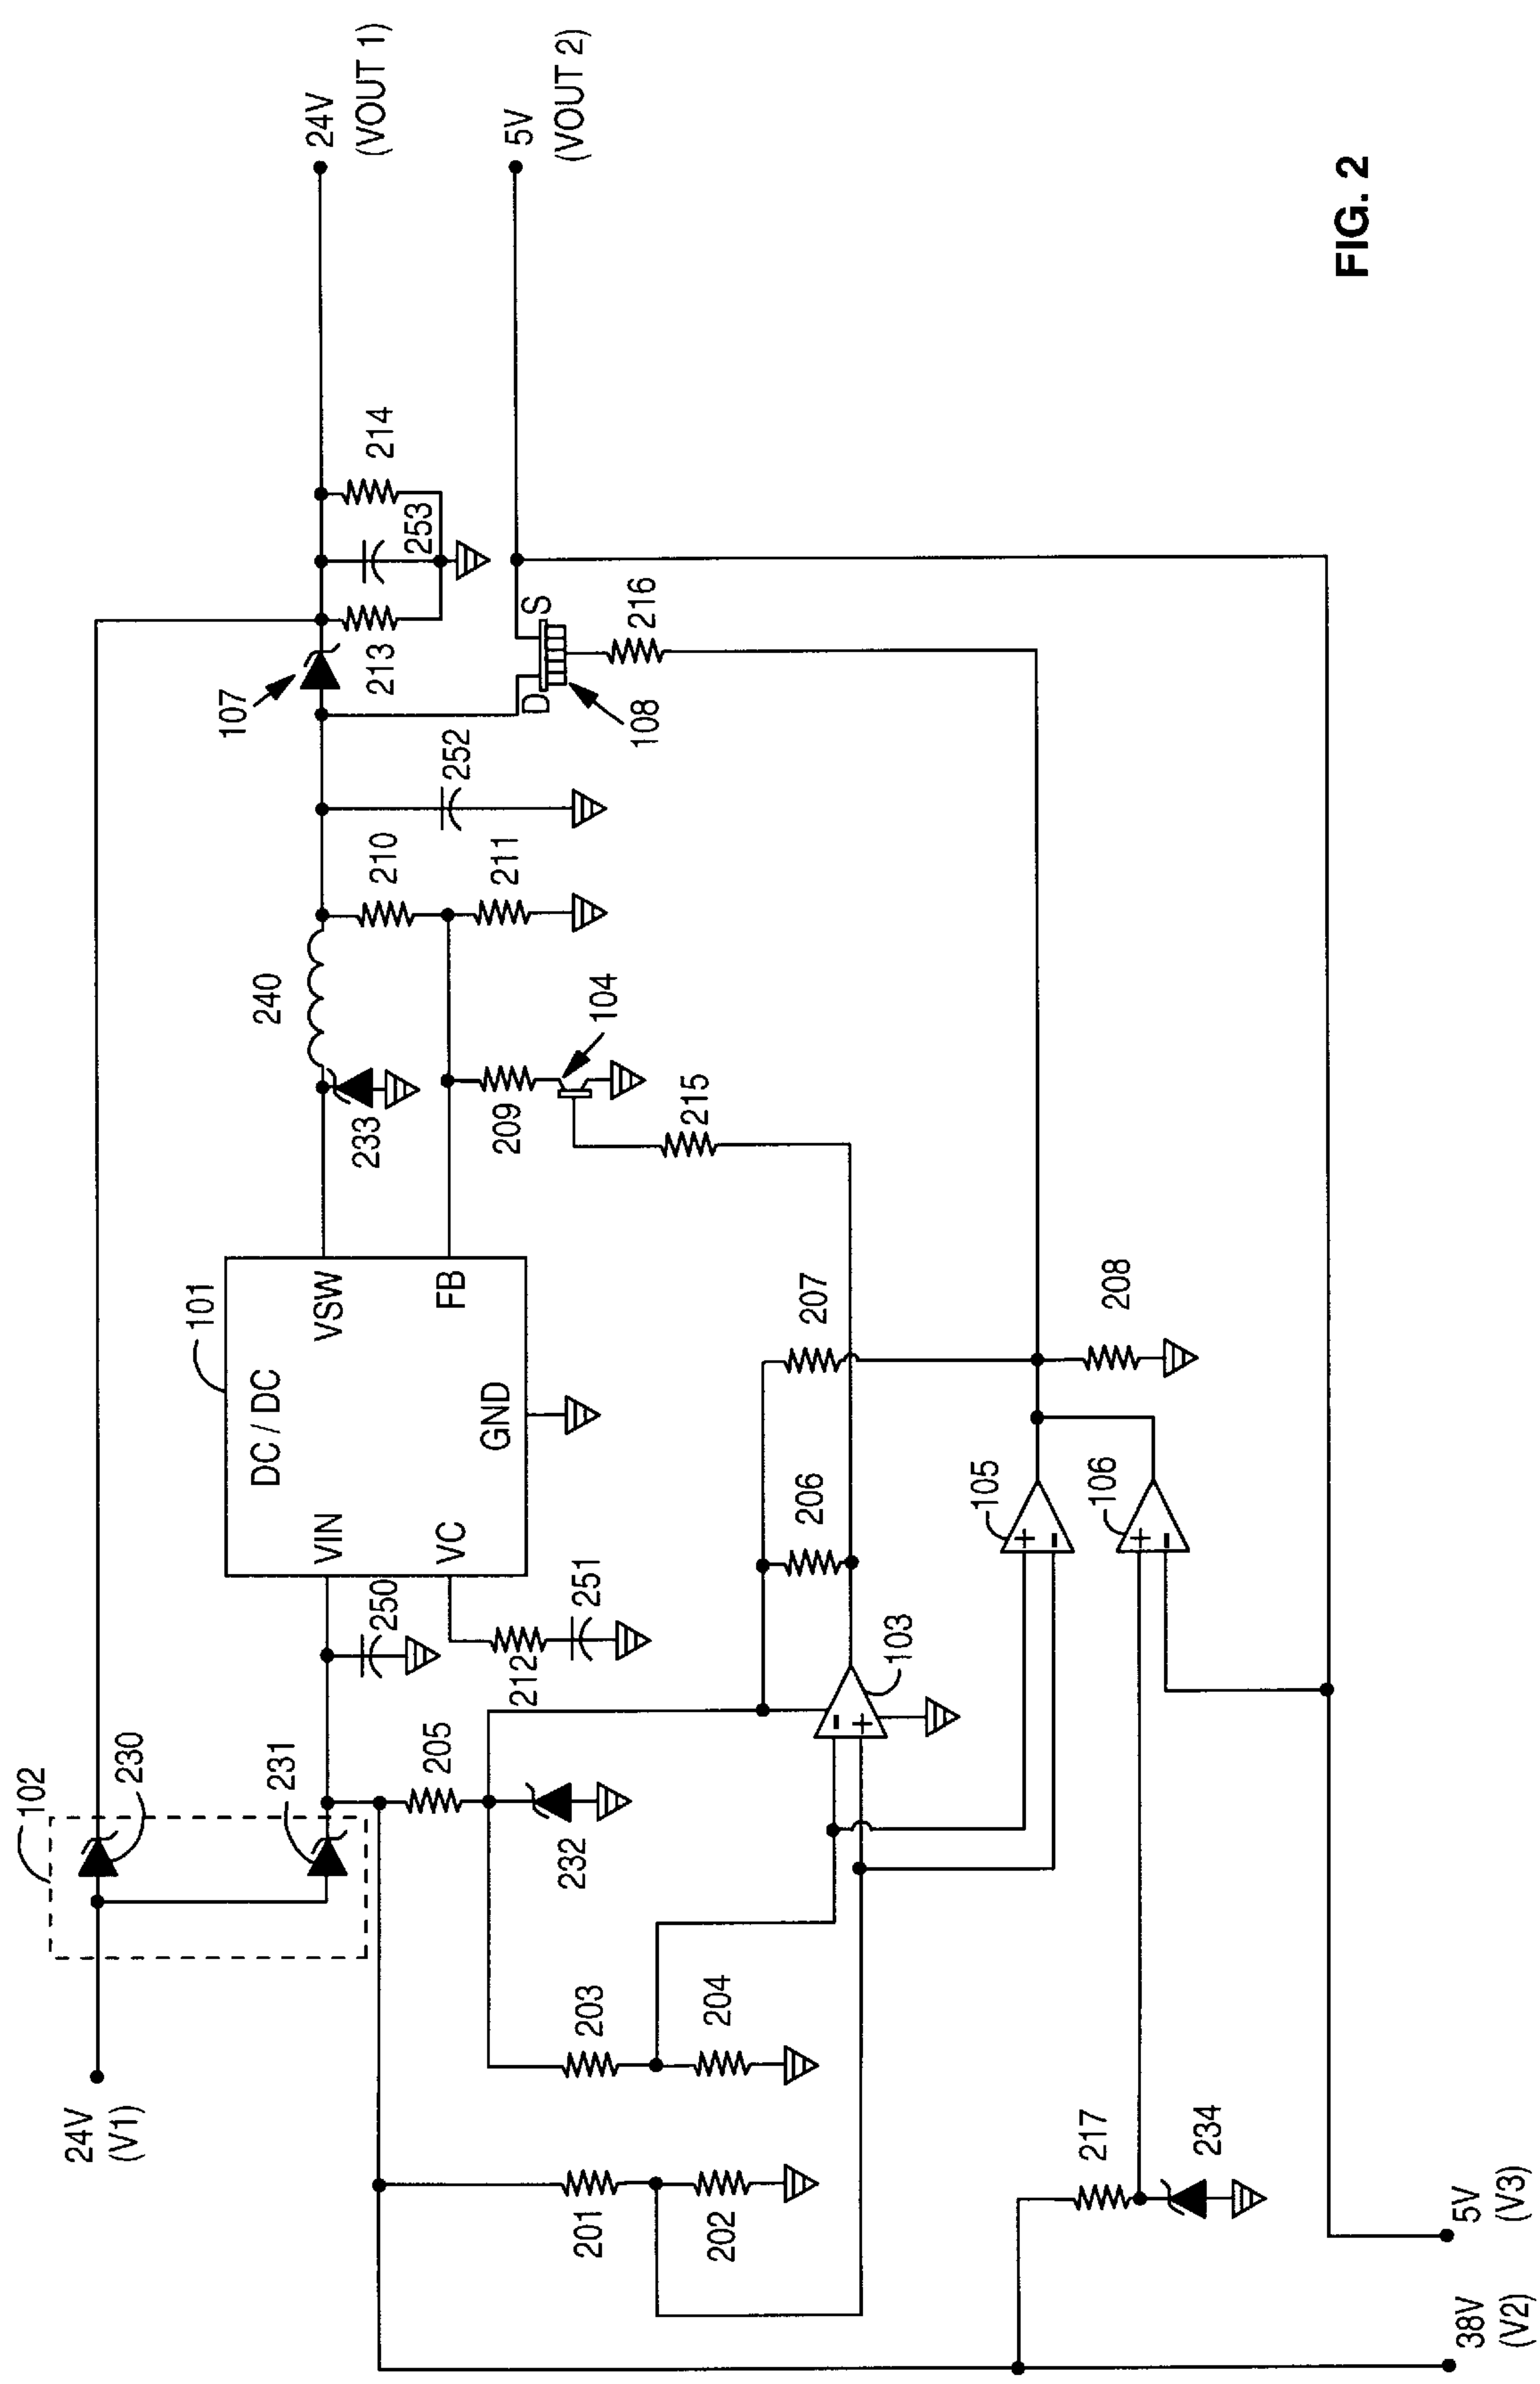 24V
(V1)
102
230
231
250
VIN
VC
DC / DC
GND
VSW
FB
101
240
233
107
213
253
214
24V
(VOUT 1)
5V
(VOUT 2)
210
211
252
D
S
108
216
209
104
215
205
212
251
232
203
204
201
202
206
207
103
-
+
105
+
-
106
+
-
208
217
234
38V
(V2)
5V
(V3)
FIG. 2